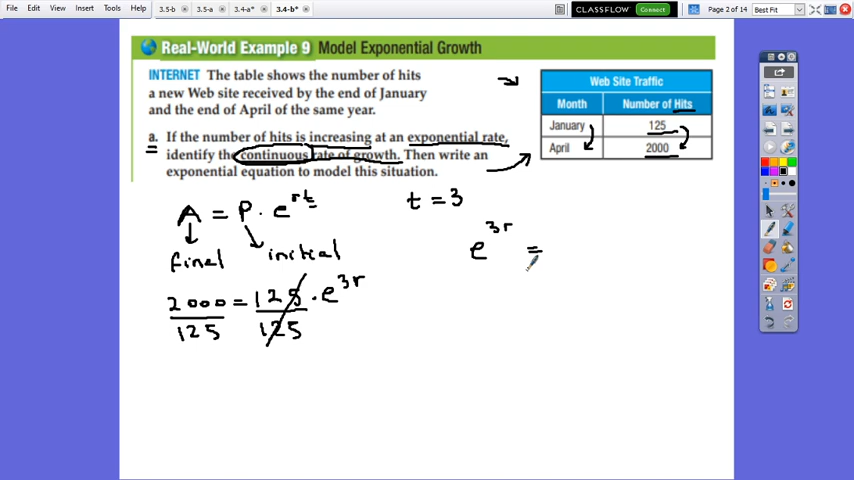 File Edit View Insert Tools Help
3.5-b 3.5-a 3.4-a* 3.4-b*
CLASSFLOW Connect
Page 2 of 14 Best Fit
Real-World Example 9 Model Exponential Growth
INTERNET The table shows the number of hits
a new Web site received by the end of January
and the end of April of the same year.
a. If the number of hits is increasing at an exponential rate,
identify the continuous rate of growth. Then write an
exponential equation to model this situation.
Web Site Traffic
Month Number of Hits
January 125
April 2000
A = P · e^rt
t = 3
final initial
e^3r =
2000 = 125 · e^3r
125 125